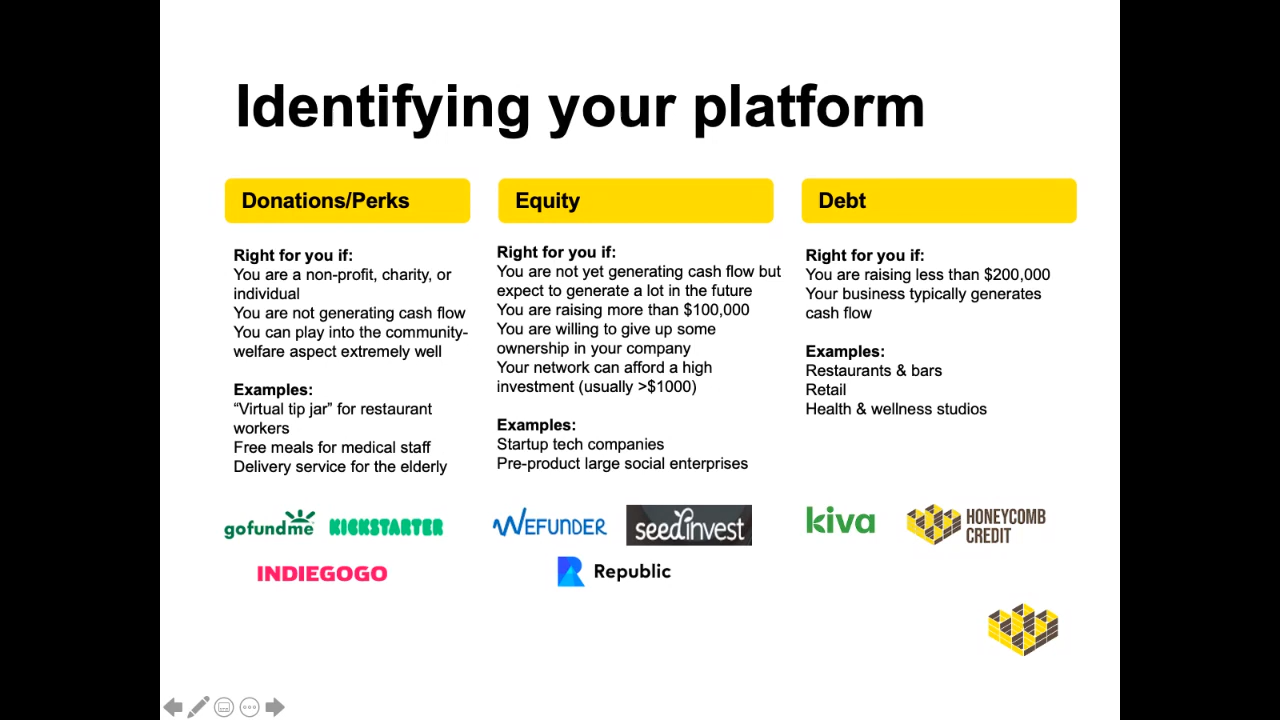 Identifying your platform
Donations/Perks
Right for you if:
You are a non-profit, charity, or
individual
You are not generating cash flow
You can play into the community-
welfare aspect extremely well
Examples:
“Virtual tip jar” for restaurant
workers
Free meals for medical staff
Delivery service for the elderly
gofundme
KICKSTARTER
INDIEGOGO
Equity
Right for you if:
You are not yet generating cash flow but
expect to generate a lot in the future
You are raising more than $100,000
You are willing to give up some
ownership in your company
Your network can afford a high
investment (usually >$1000)
Examples:
Startup tech companies
Pre-product large social enterprises
WEFUNDER
seedinvest
Republic
Debt
Right for you if:
You are raising less than $200,000
Your business typically generates
cash flow
Examples:
Restaurants & bars
Retail
Health & wellness studios
kiva
HONEYCOMB
CREDIT